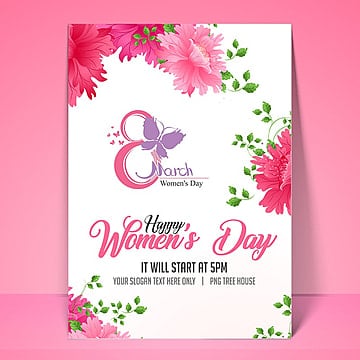 8 March
Women's Day
Happy
Women's Day
IT WILL START AT 5PM
YOUR SLOGAN TEXT HERE ONLY | PNG TREE HOUSE